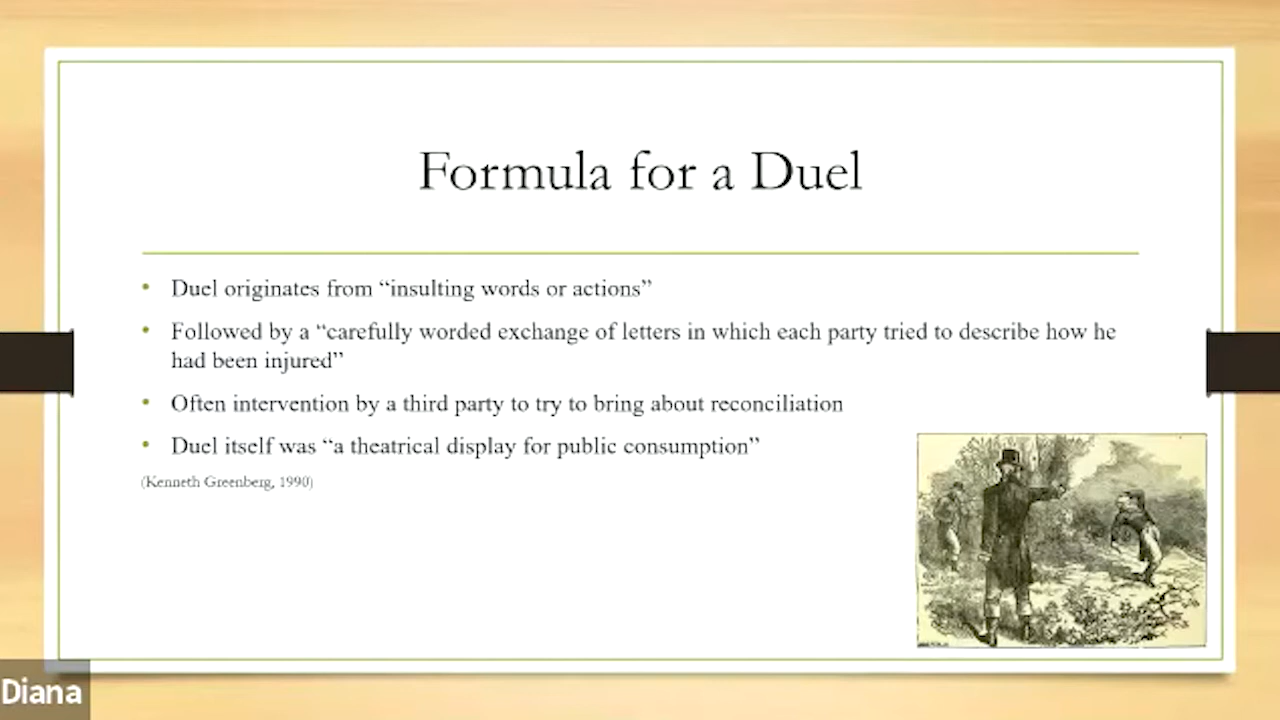 Formula for a Duel
• Duel originates from “insulting words or actions”
• Followed by a “carefully worded exchange of letters in which each party tried to describe how he
had been injured”
• Often intervention by a third party to try to bring about reconciliation
• Duel itself was “a theatrical display for public consumption”
(Kenneth Greenberg, 1990)
Diana